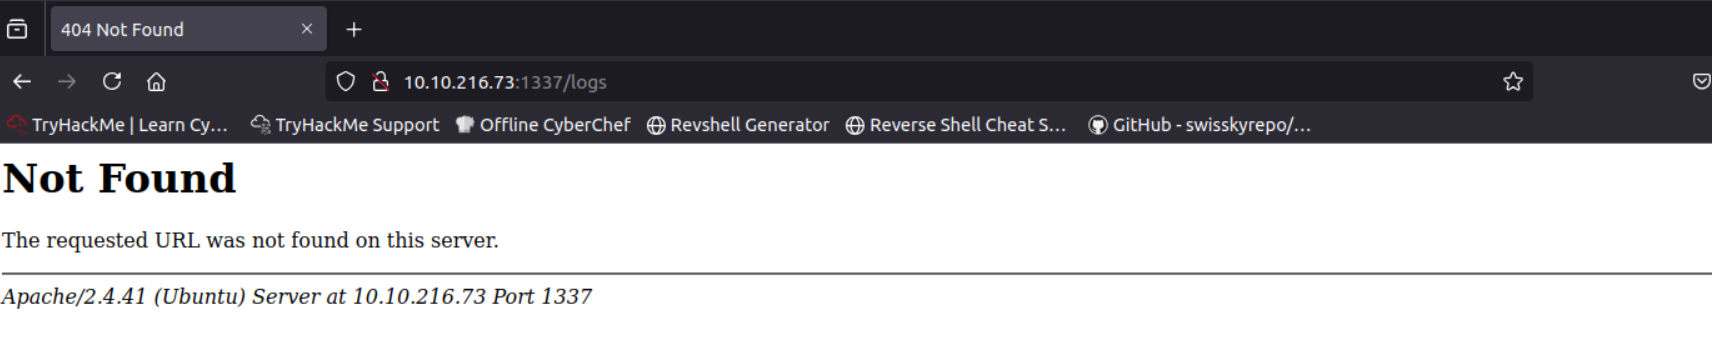 404 Not Found
10.10.216.73:1337/logs
TryHackMe | Learn Cy... TryHackMe Support Offline CyberChef Revshell Generator Reverse Shell Cheat S... GitHub - swisskyrepo/...
Not Found
The requested URL was not found on this server.
Apache/2.4.41 (Ubuntu) Server at 10.10.216.73 Port 1337